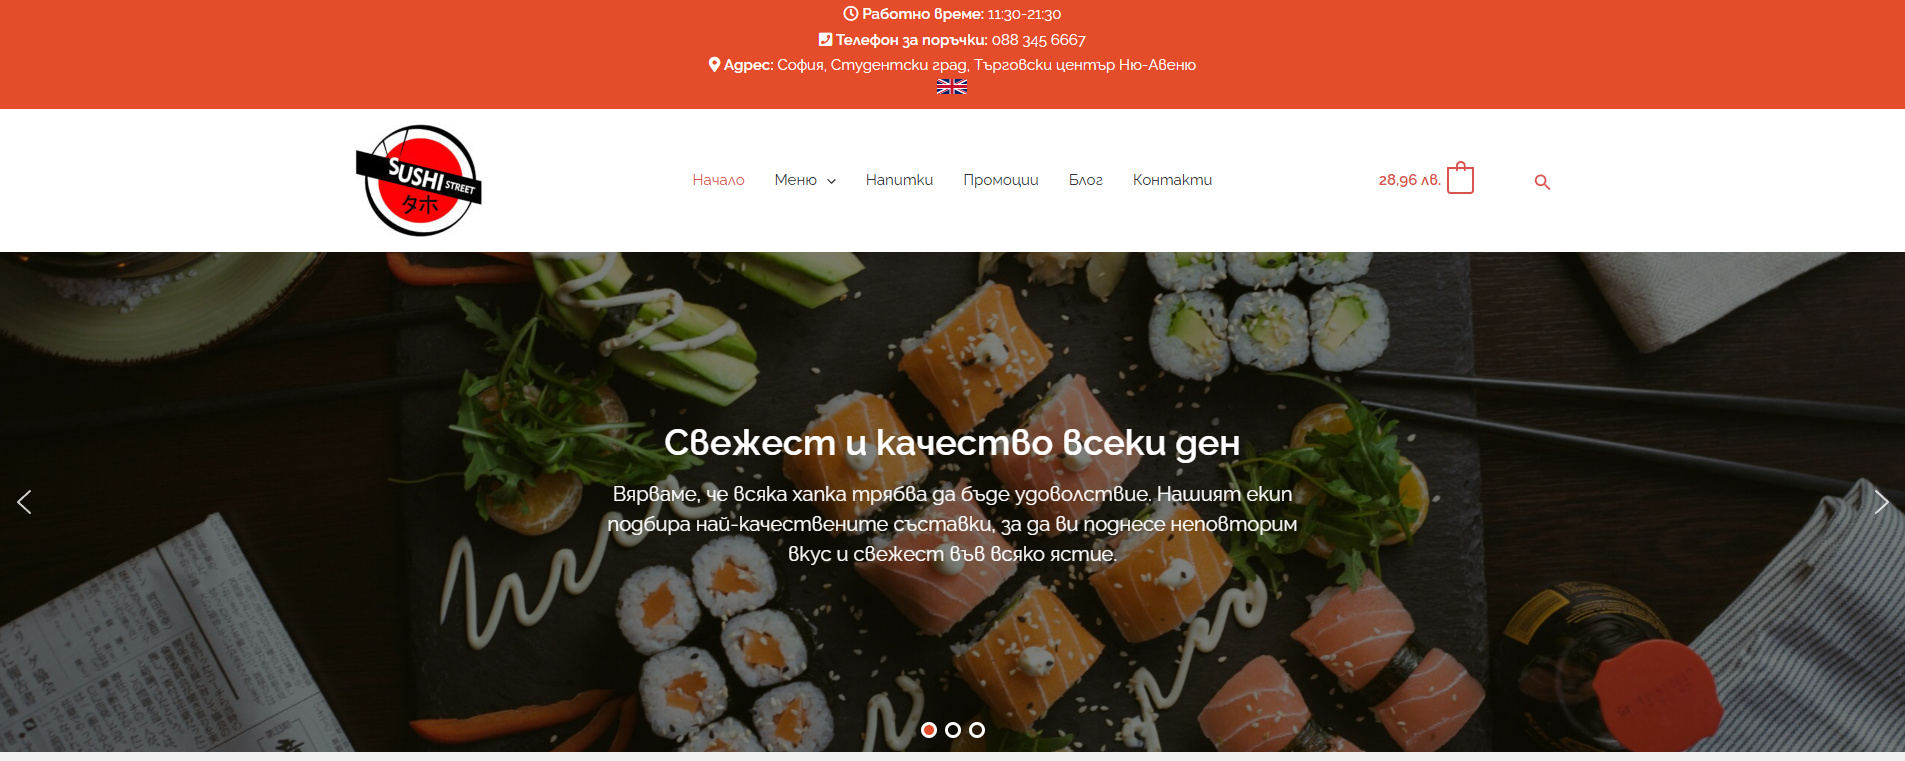 Работно време: 11:30-21:30
Телефон за поръчки: 088 345 6667
Адрес: София, Студентски град, Търговски център Ню-Авеню
SUSHI STREET
タホ
Начало Меню Напитки Промоции Блог Контакти
28,96 лв.
Свежест и качество всеки ден
Вярваме, че всяка хапка трябва да бъде удоволствие. Нашият екип
подбира най-качествените съставки, за да ви поднесе неповторим
вкус и свежест във всяко ястие.